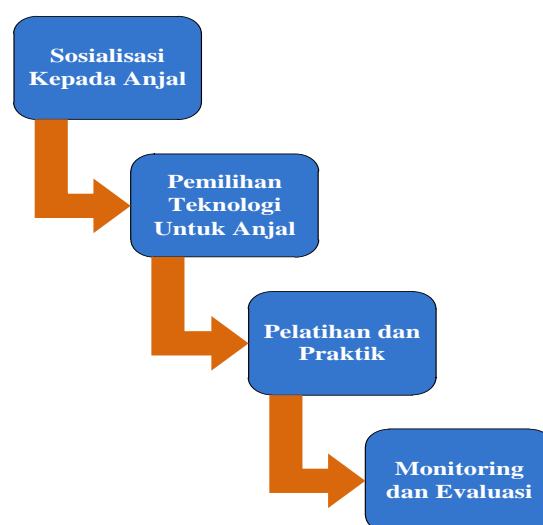 Sosialisasi
Kepada Anjal
Pemilihan
Teknologi
Untuk Anjal
Pelatihan dan
Praktik
Monitoring
dan Evaluasi